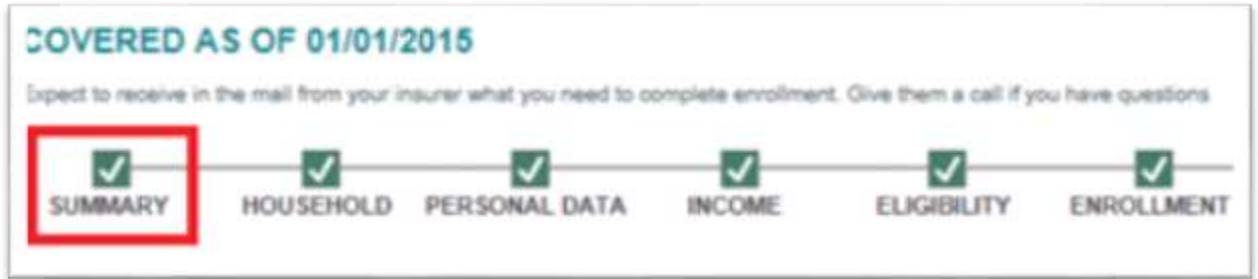 COVERED AS OF 01/01/2015
Expect to receive in the mail from your insurer what you need to complete enrollment. Give them a call if you have questions
SUMMARY HOUSEHOLD PERSONAL DATA INCOME ELIGIBILITY ENROLLMENT